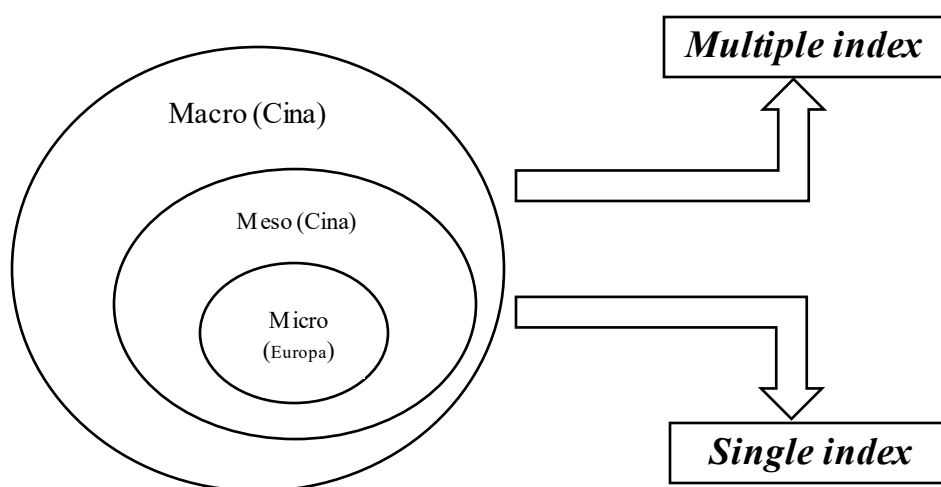 Multiple index
Macro (Cina)
Meso (Cina)
Micro
(Europa)
Single index